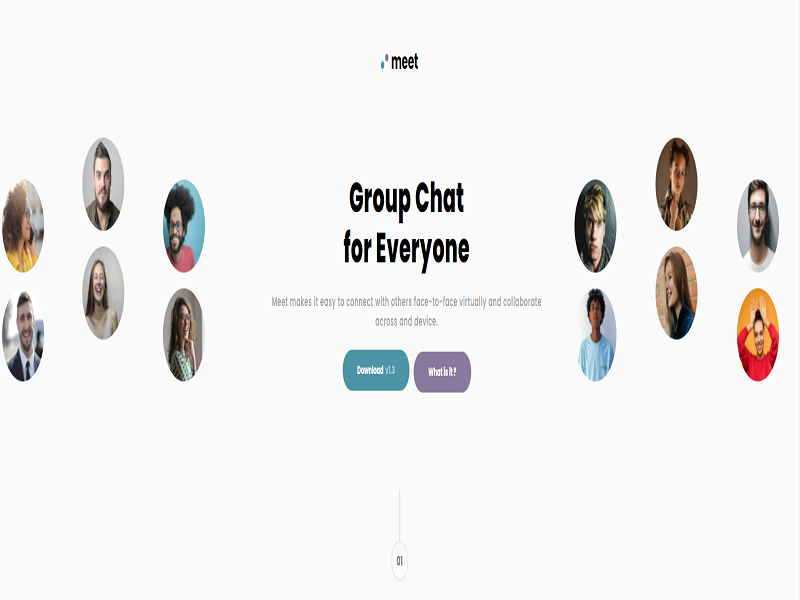 meet
Group Chat
for Everyone
Meet makes it easy to connect with others face-to-face virtually and collaborate
across and device.
Download v1.3
What is it ?
01